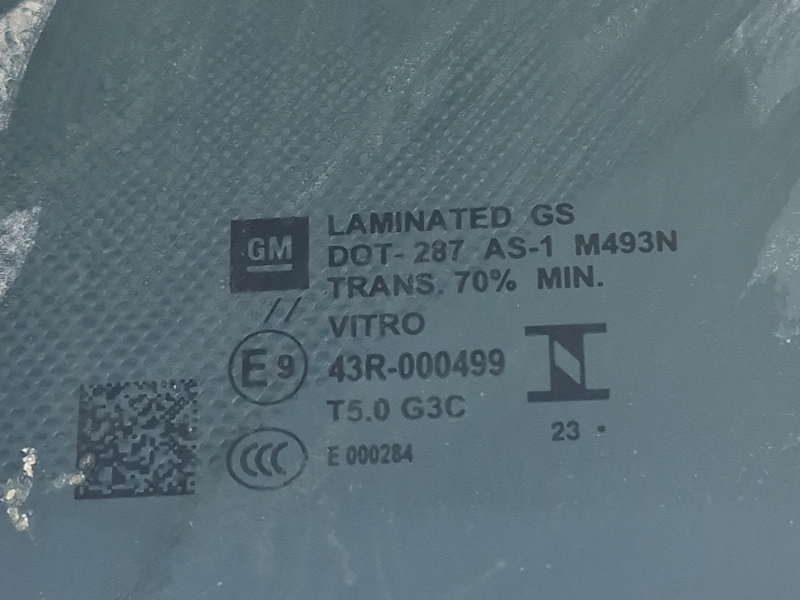 GM
LAMINATED GS
DOT- 287 AS-1 M493N
TRANS. 70% MIN.
//
VITRO
E9
43R-000499
T5.0 G3C
23 •
CCC
E 000284